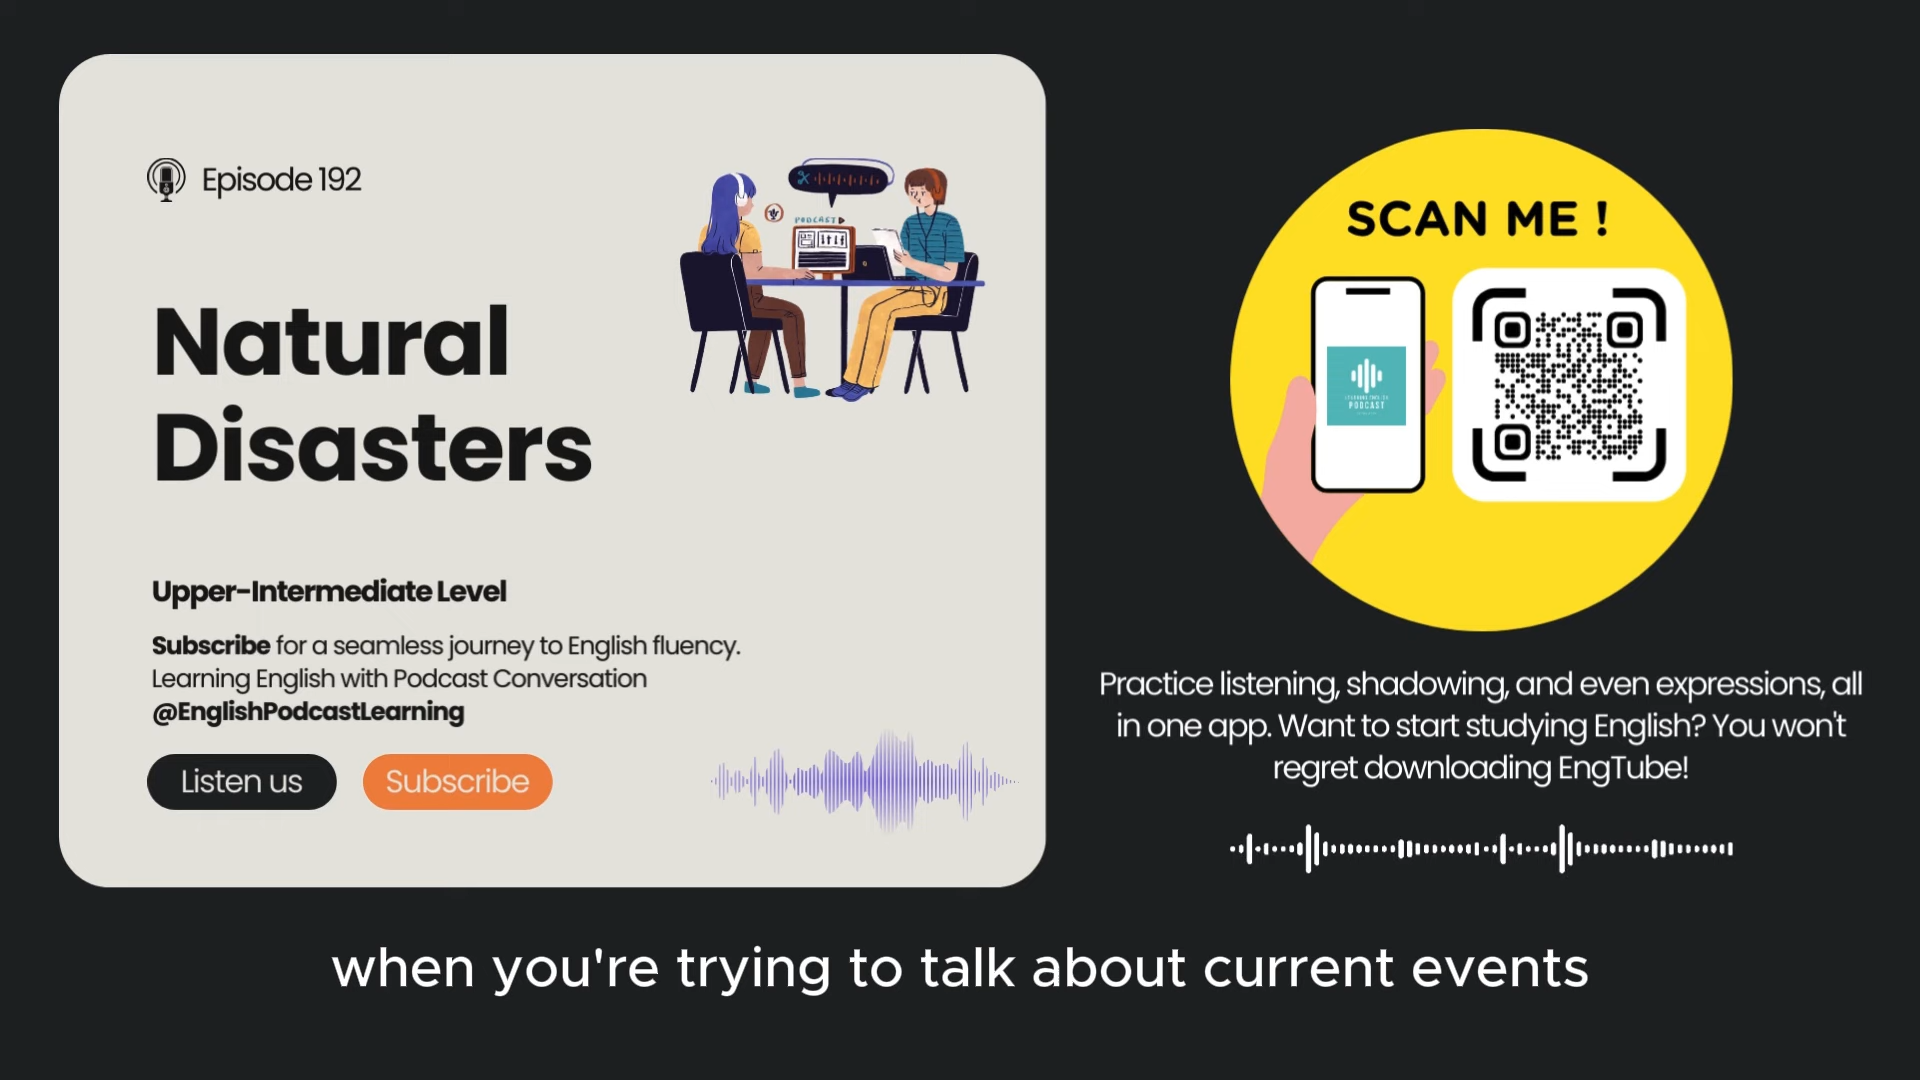 Episode 192
PODCAST
Natural
Disasters
Upper-Intermediate Level
Subscribe for a seamless journey to English fluency.
Learning English with Podcast Conversation
@EnglishPodcastLearning
Listen us
Subscribe
SCAN ME !
PODCAST
Practice listening, shadowing, and even expressions, all
in one app. Want to start studying English? You won't
regret downloading EngTube!
when you're trying to talk about current events